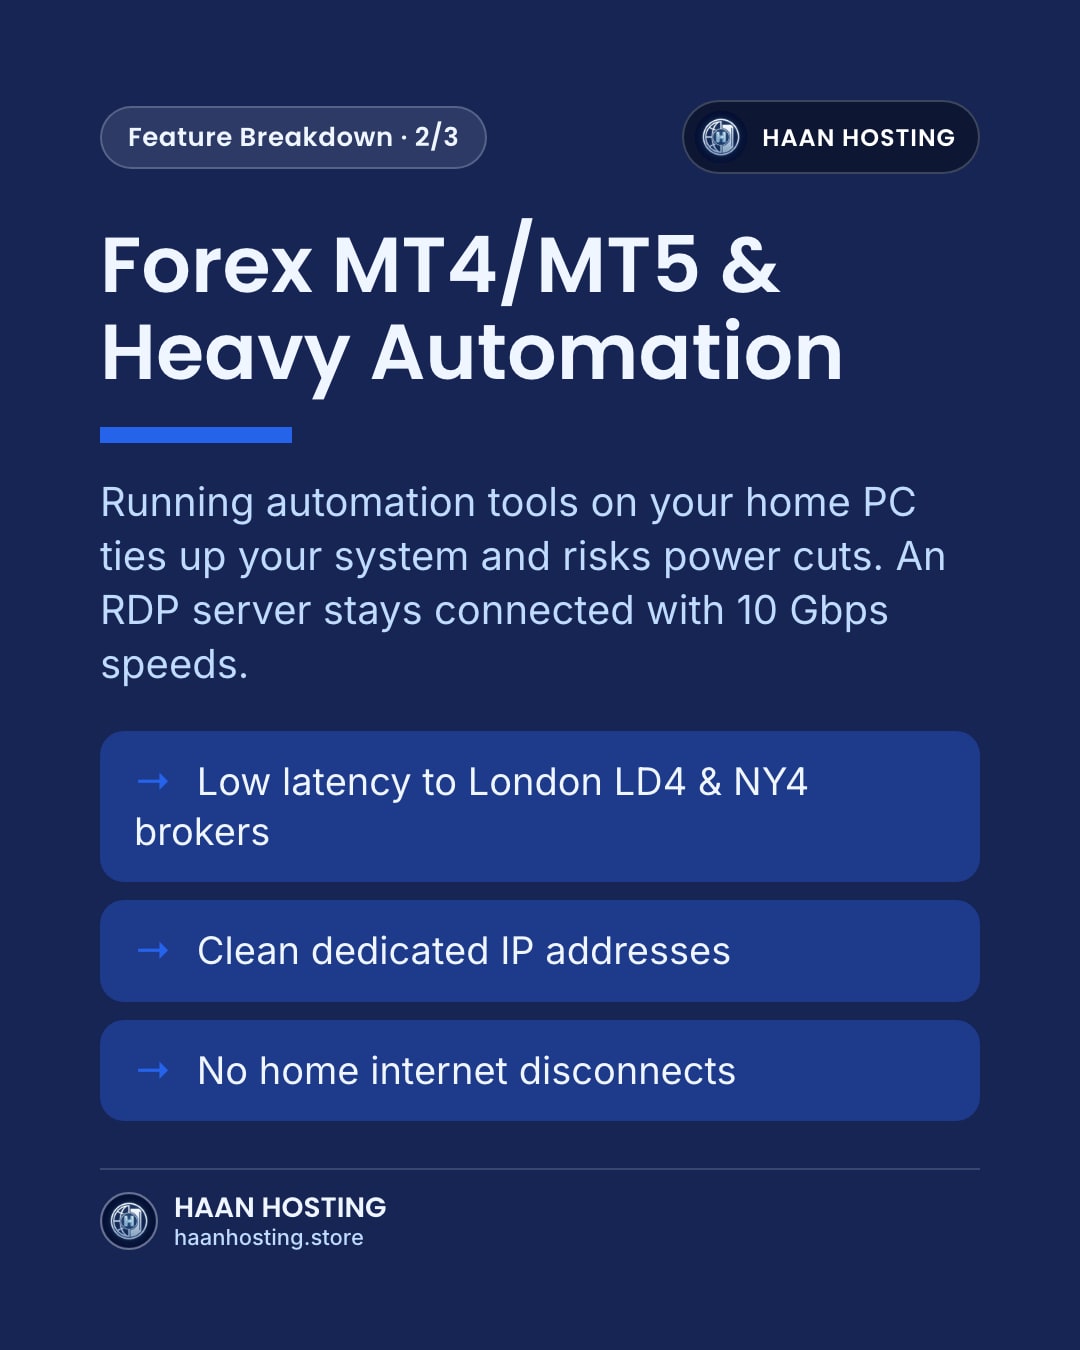 Feature Breakdown · 2/3
HAAN HOSTING
Forex MT4/MT5 &
Heavy Automation
Running automation tools on your home PC
ties up your system and risks power cuts. An
RDP server stays connected with 10 Gbps
speeds.
→ Low latency to London LD4 & NY4
brokers
→ Clean dedicated IP addresses
→ No home internet disconnects
HAAN HOSTING
haanhosting.store